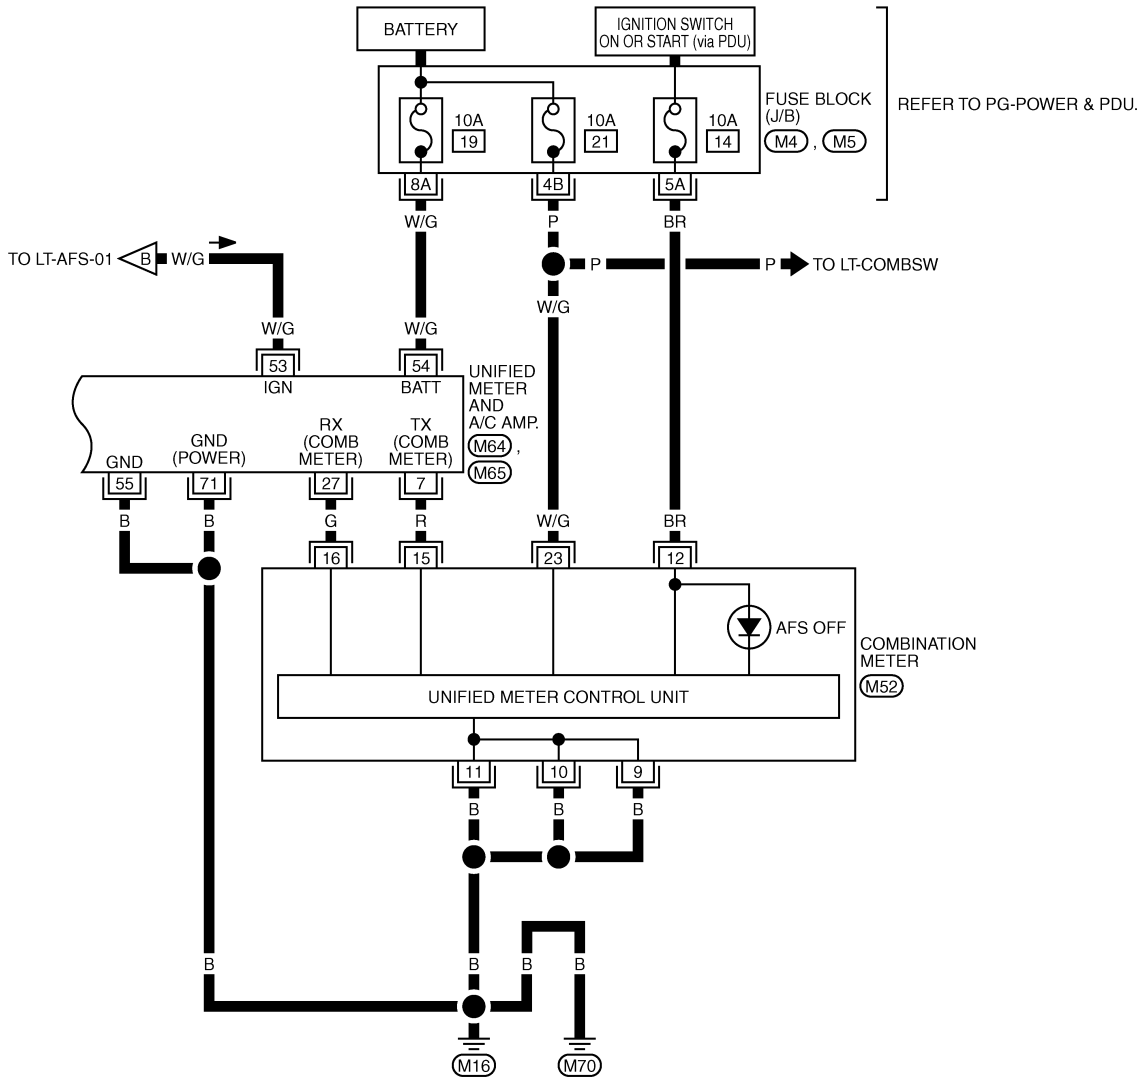 BATTERY
IGNITION SWITCH
ON OR START (via PDU)
FUSE BLOCK
(J/B)
M4 , M5
REFER TO PG-POWER & PDU.
10A
19
10A
21
10A
14
8A
4B
5A
W/G
P
BR
TO LT-AFS-01
B
W/G
P
P
TO LT-COMBSW
W/G
W/G
W/G
53
54
IGN
BATT
UNIFIED
METER
AND
A/C AMP.
M64 ,
M65
GND
GND
(POWER)
RX
(COMB
METER)
TX
(COMB
METER)
55
71
27
7
B
B
G
R
W/G
BR
16
15
23
12
AFS OFF
COMBINATION
METER
M52
UNIFIED METER CONTROL UNIT
11
10
9
B
B
B
B
B
B
B
M16
M70